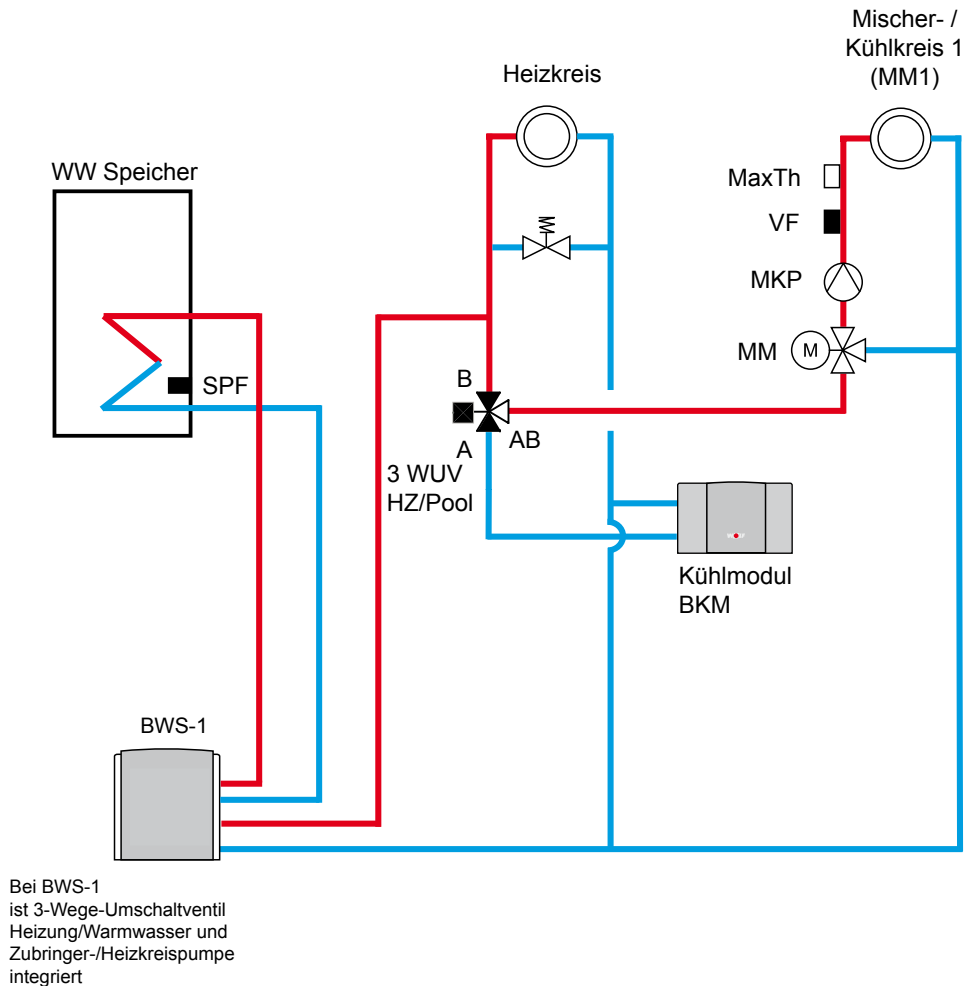 Mischer- /
Kühlkreis 1
(MM1)
Heizkreis
WW Speicher
MaxTh
VF
MKP
MM
M
SPF
B
A
AB
3 WUV
HZ/Pool
Kühlmodul
BKM
BWS-1
Bei BWS-1
ist 3-Wege-Umschaltventil
Heizung/Warmwasser und
Zubringer-/Heizkreispumpe
integriert